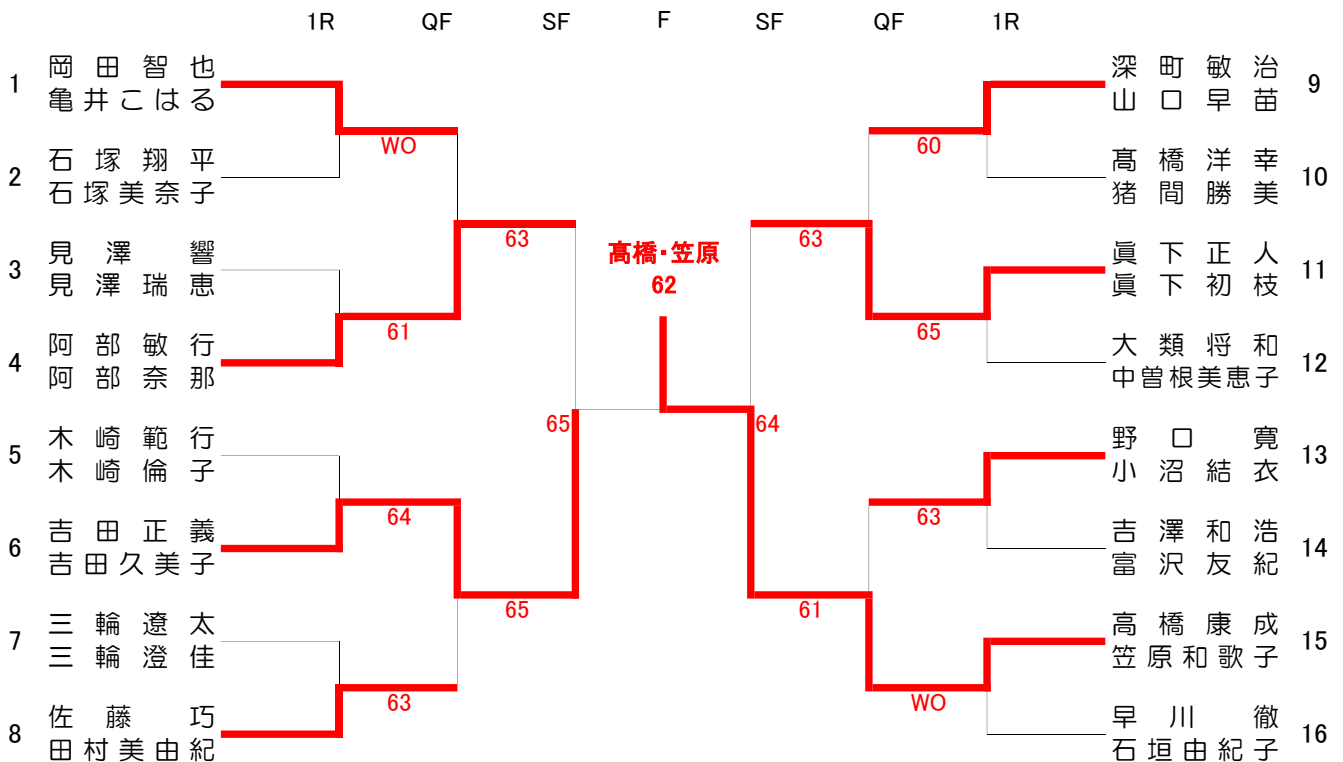 1R QF SF F SF QF 1R
1 岡田智也
亀井こはる
2 石塚翔平
石塚美奈子
3 見澤響
見澤瑞恵
4 阿部敏行
阿部奈那
5 木崎範行
木崎倫子
6 吉田正義
吉田久美子
7 三輪遼太
三輪澄佳
8 佐藤巧
田村美由紀
WO
61
64
63
63
65
65
髙橋・笠原
62
64
63
61
60
65
63
WO
深町敏治 9
山口早苗
髙橋洋幸 10
猪間勝美
眞下正人 11
眞下初枝
大類将和 12
中曽根美恵子
野口寛 13
小沼結衣
吉澤和浩 14
富沢友紀
高橋康成 15
笠原和歌子
早川徹 16
石垣由紀子